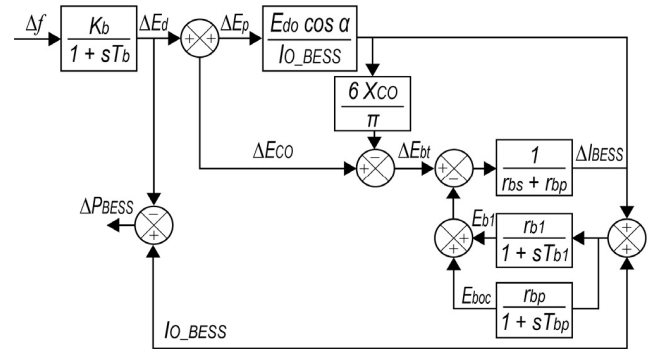 Δf
Kb
1 + sTb
ΔEd
+ +
ΔEp
Edo cos α
IO_BESS
6 XCO
π
ΔECO
− +
ΔEbt
+ −
1
rbs + rbp
ΔIBESS
ΔPBESS
− +
Eb1
+ +
rb1
1 + sTb1
+ +
Eboc
rbp
1 + sTbp
IO_BESS